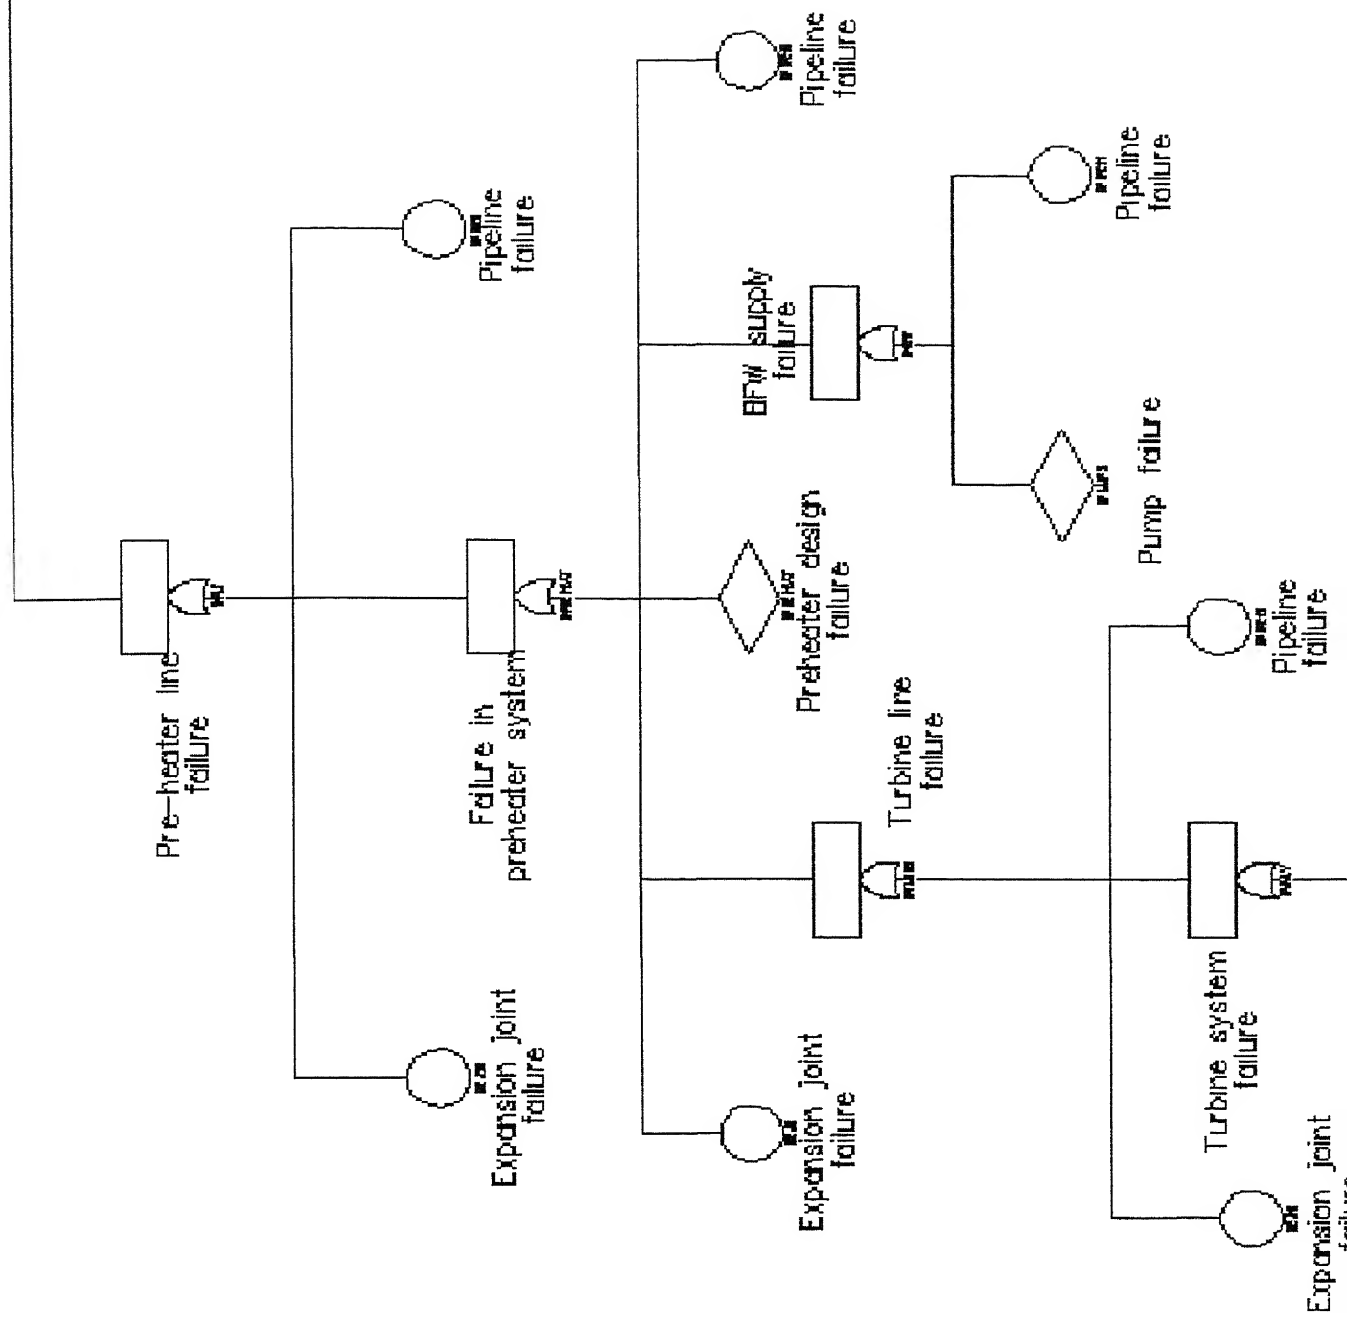 Pre-heater line
failure
Expansion joint
failure
Failure in
preheater system
Pipeline
failure
Expansion joint
failure
Turbine line
failure
Preheater design
failure
BFW supply
failure
Pipeline
failure
Expansion joint
Turbine system
failure
Pipeline
failure
Pump failure
Pipeline
failure